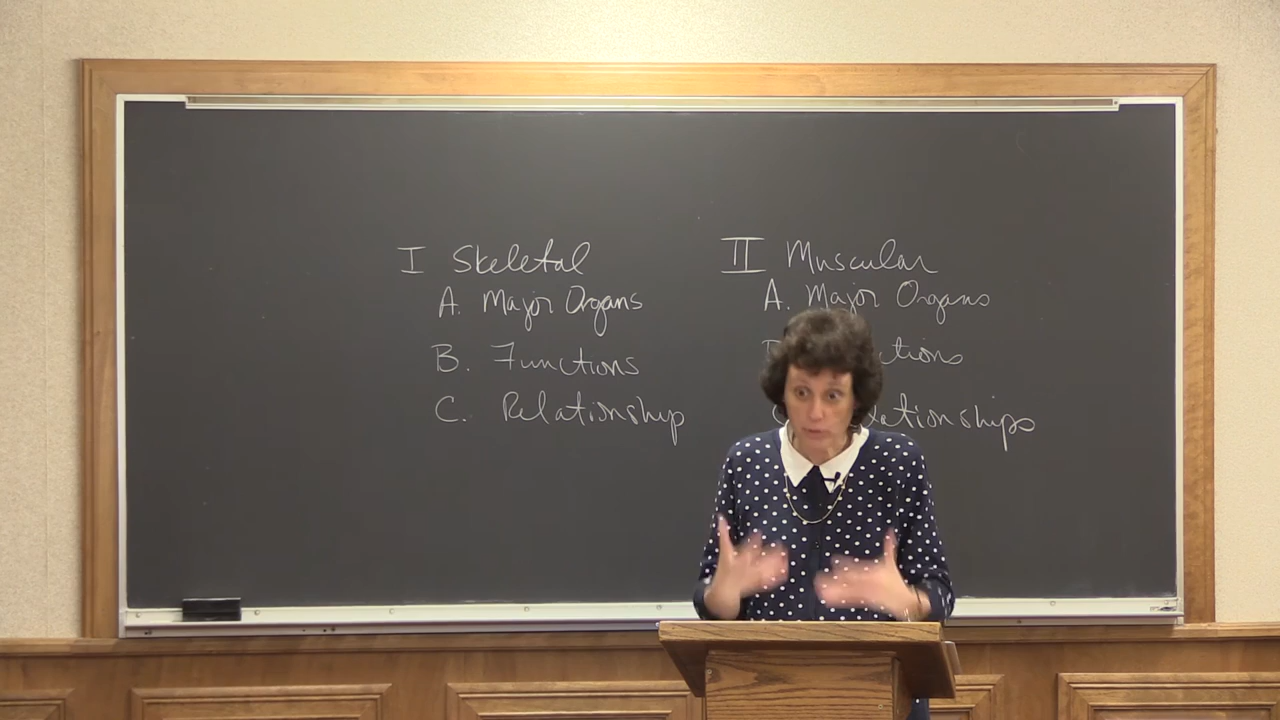 I Skeletal
A. Major Organs
B. Functions
C. Relationship
II Muscular
A. Major Organs